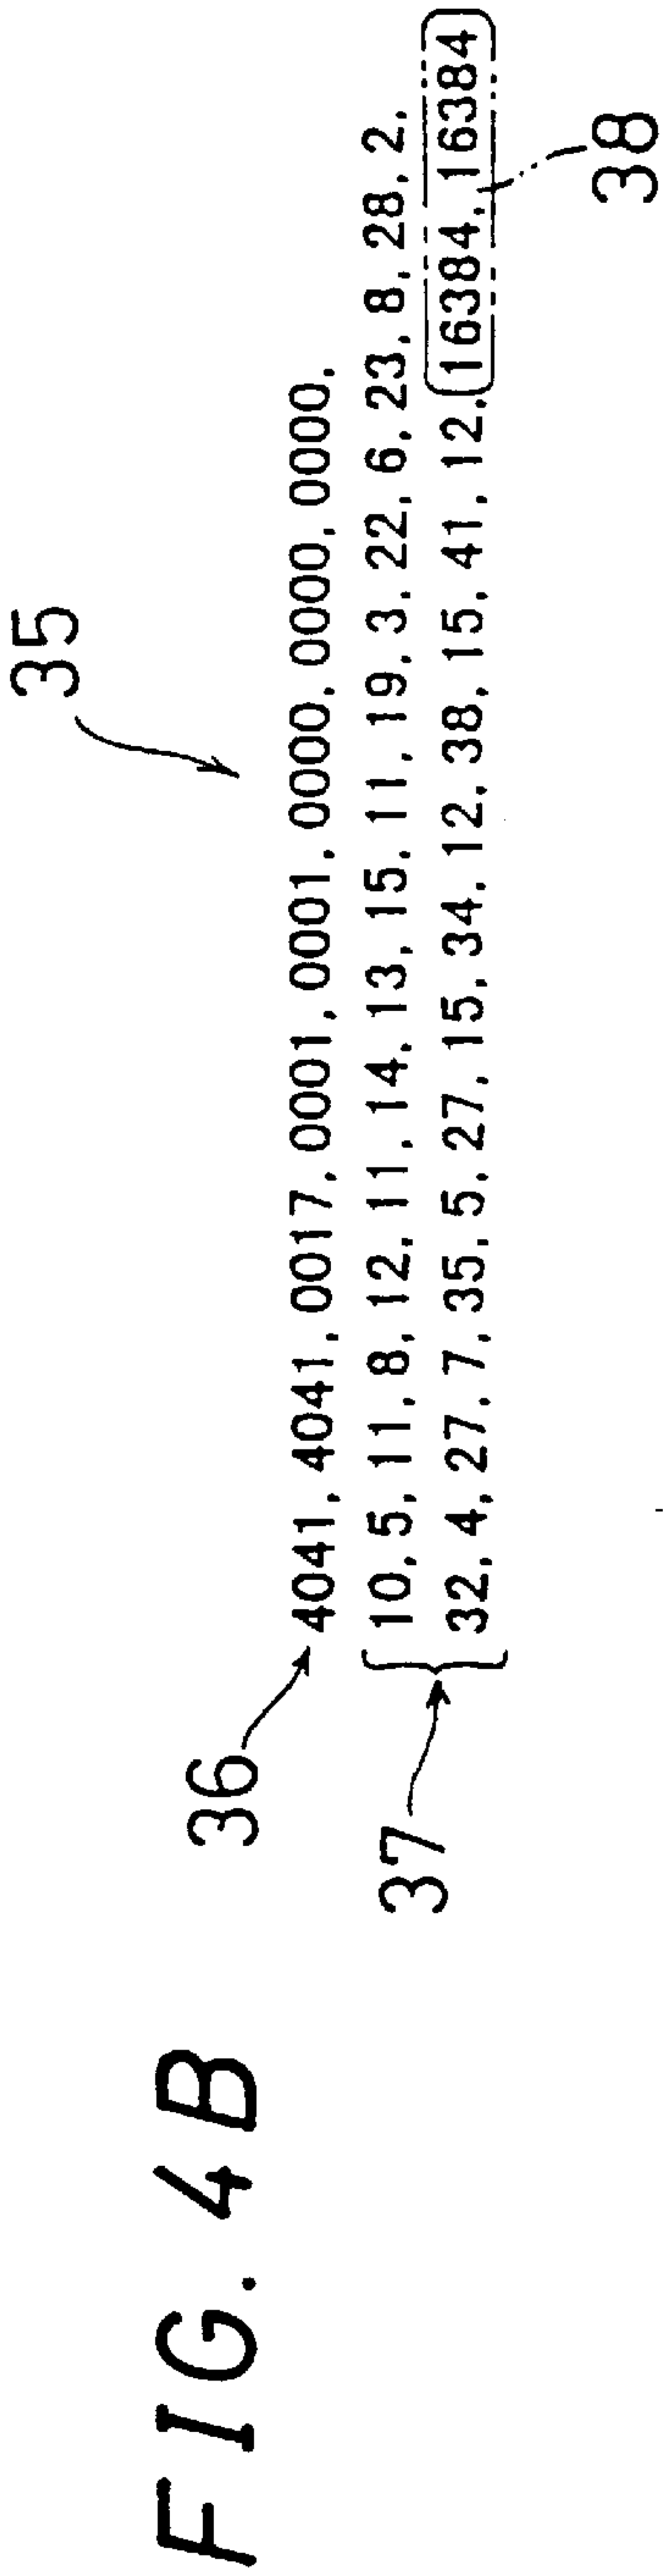 FIG. 4B
35
36
4041, 4041, 0017, 0001, 0001, 0000, 0000, 0000,
37
10, 5, 11, 8, 12, 11, 14, 13, 15, 11, 19, 3, 22, 6, 23, 8, 28, 2,
32, 4, 27, 7, 35, 5, 27, 15, 34, 12, 38, 15, 41, 12, 16384, 16384
38